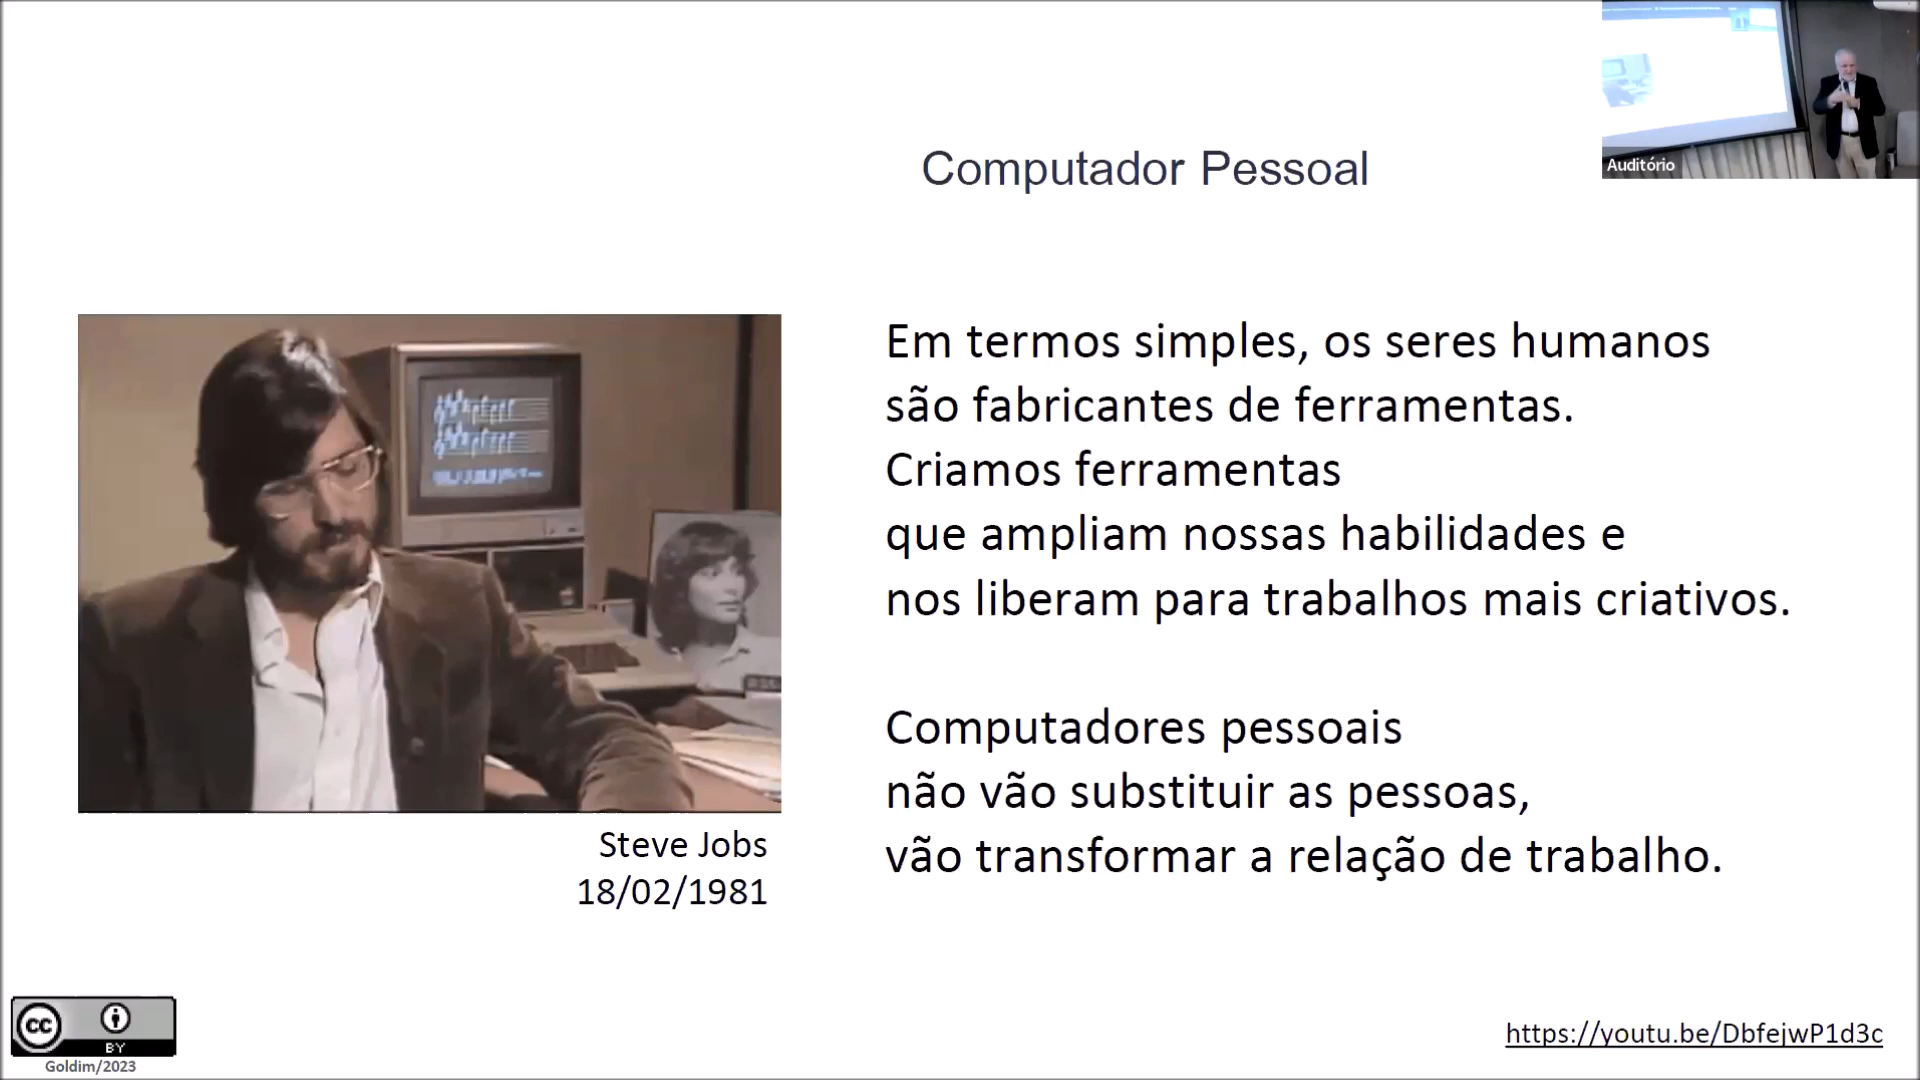 Auditório
Computador Pessoal
Em termos simples, os seres humanos
são fabricantes de ferramentas.
Criamos ferramentas
que ampliam nossas habilidades e
nos liberam para trabalhos mais criativos.
Computadores pessoais
não vão substituir as pessoas,
vão transformar a relação de trabalho.
Steve Jobs
18/02/1981
cc
BY
Goldim/2023
https://youtu.be/DbfejwP1d3c